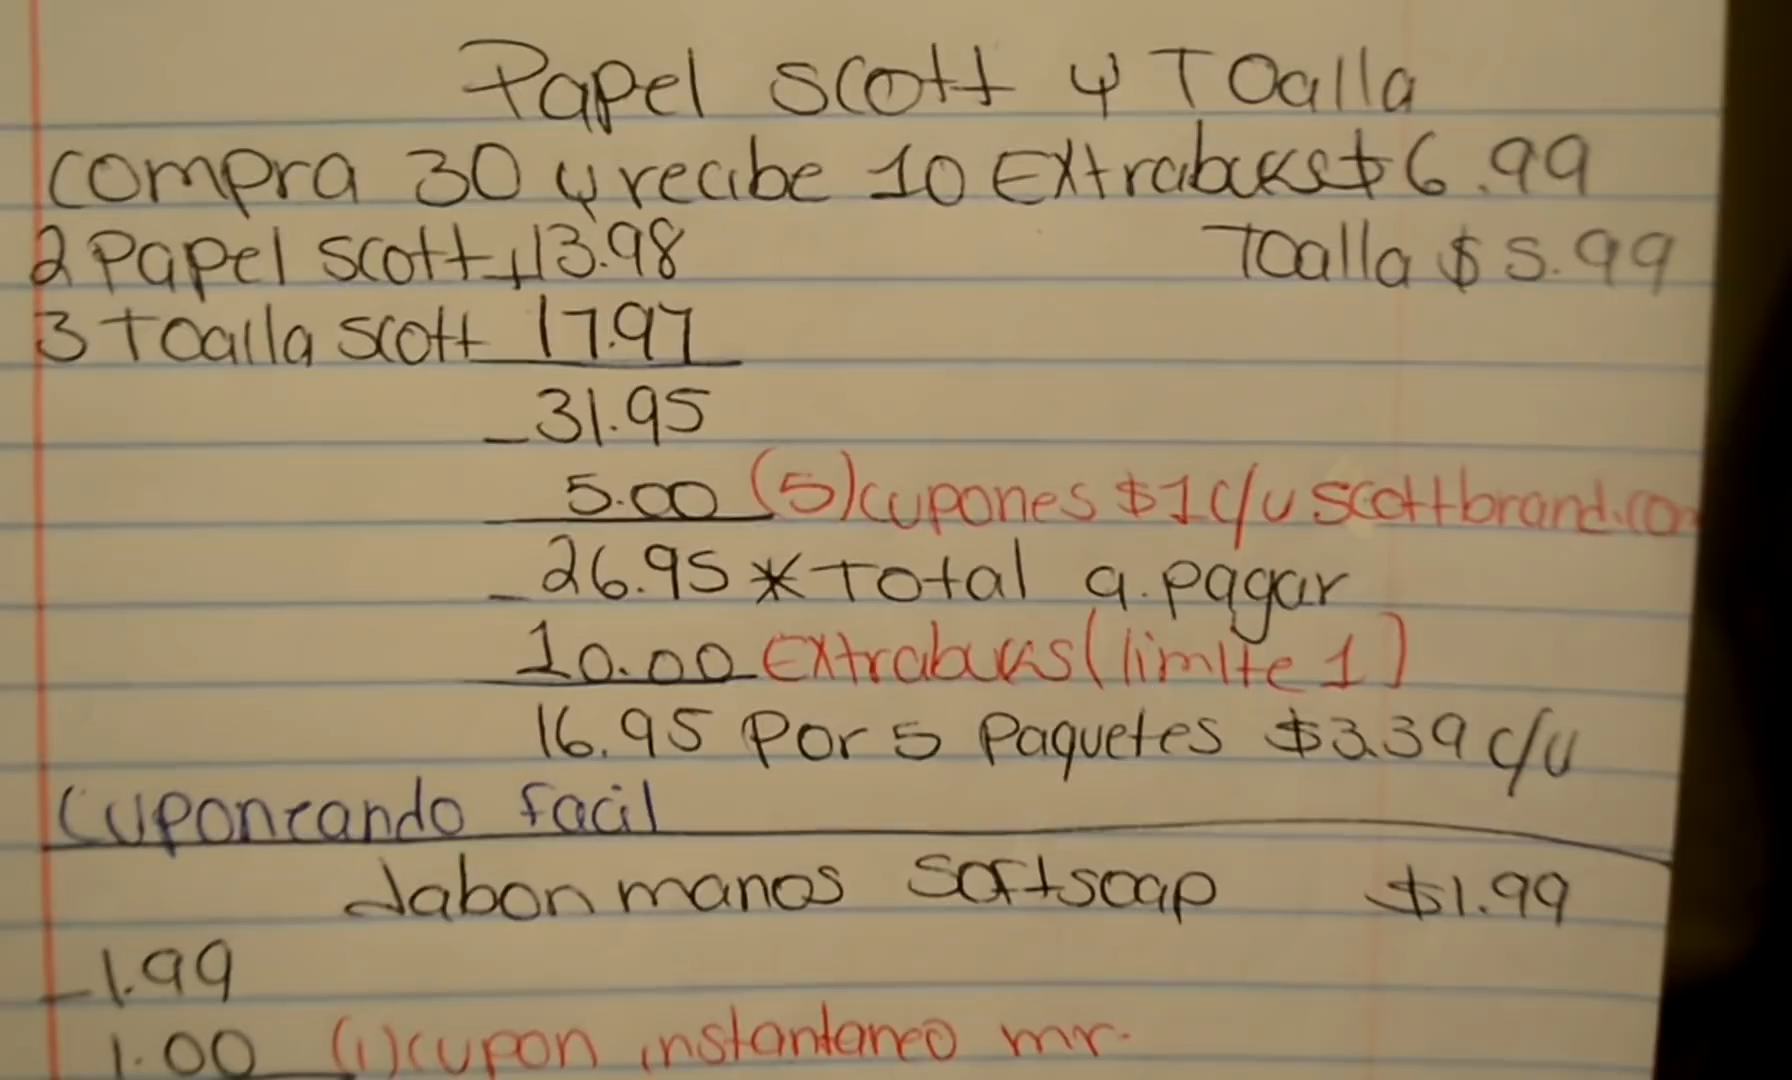 Papel scott y Toalla
compra 30 y recibe 10 Extrabucks $6.99
2 Papel scott +13.98 Toalla $5.99
3 Toalla scott 17.97
-31.95
5.00 (5) cupones $1 c/u scottbrand.com
-26.95 * Total a.pagar
10.00 Extrabucks (limite 1)
16.95 Por 5 Paquetes $3.39 c/u
Cuponeando facil
Jabon manos Softsoap $1.99
-1.99
1.00 (1) cupon instantaneo mr.